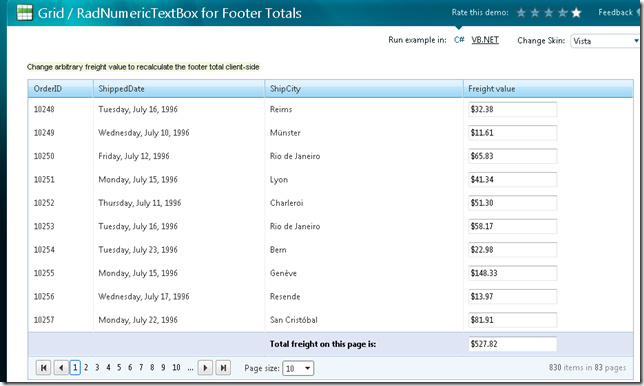 Grid / RadNumericTextBox for Footer Totals Rate this demo: Feedback
Run example in: C# VB.NET Change Skin: Vista
Change arbitrary freight value to recalculate the footer total client-side
OrderID ShippedDate ShipCity Freight value
10248 Tuesday, July 16, 1996 Reims $32.38
10249 Wednesday, July 10, 1996 Münster $11.61
10250 Friday, July 12, 1996 Rio de Janeiro $65.83
10251 Monday, July 15, 1996 Lyon $41.34
10252 Thursday, July 11, 1996 Charleroi $51.30
10253 Tuesday, July 16, 1996 Rio de Janeiro $58.17
10254 Tuesday, July 23, 1996 Bern $22.98
10255 Monday, July 15, 1996 Genève $148.33
10256 Wednesday, July 17, 1996 Resende $13.97
10257 Monday, July 22, 1996 San Cristóbal $81.91
Total freight on this page is: $527.82
1 2 3 4 5 6 7 8 9 10 ... Page size: 10 830 items in 83 pages